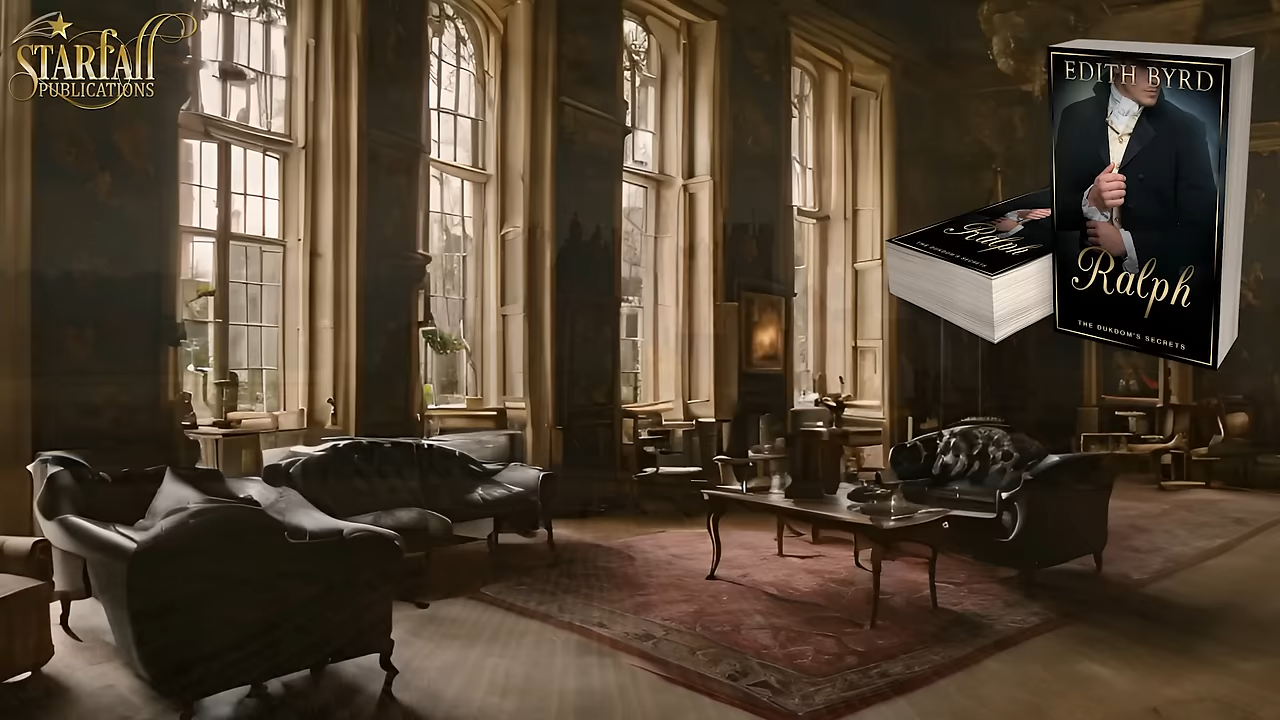 STARfall
PUBLICATIONS
EDITH BYRD
Ralph
THE DUKDOM'S SECRETS
Ralph
THE DUKDOM'S SECRETS